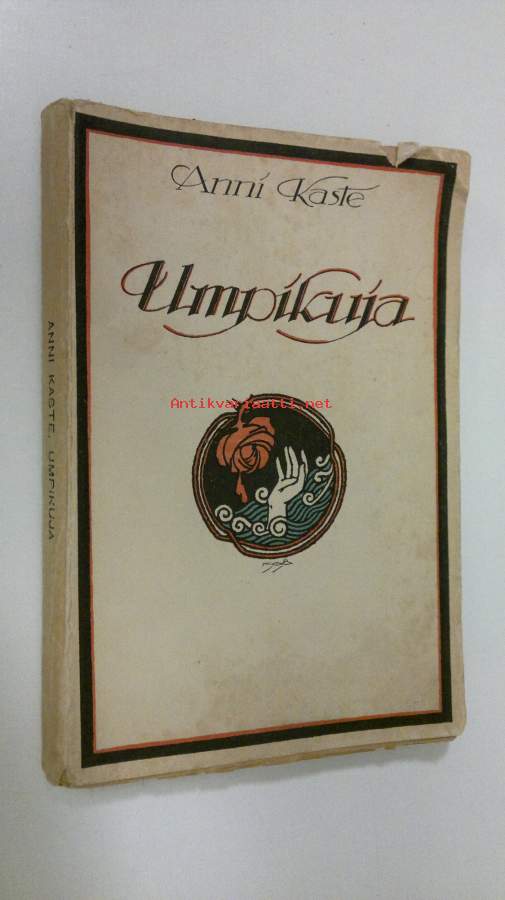 Anni Kaste
Umpikuja
Antikvariaatti.net
ANNI KASTE, UMPIKUJA